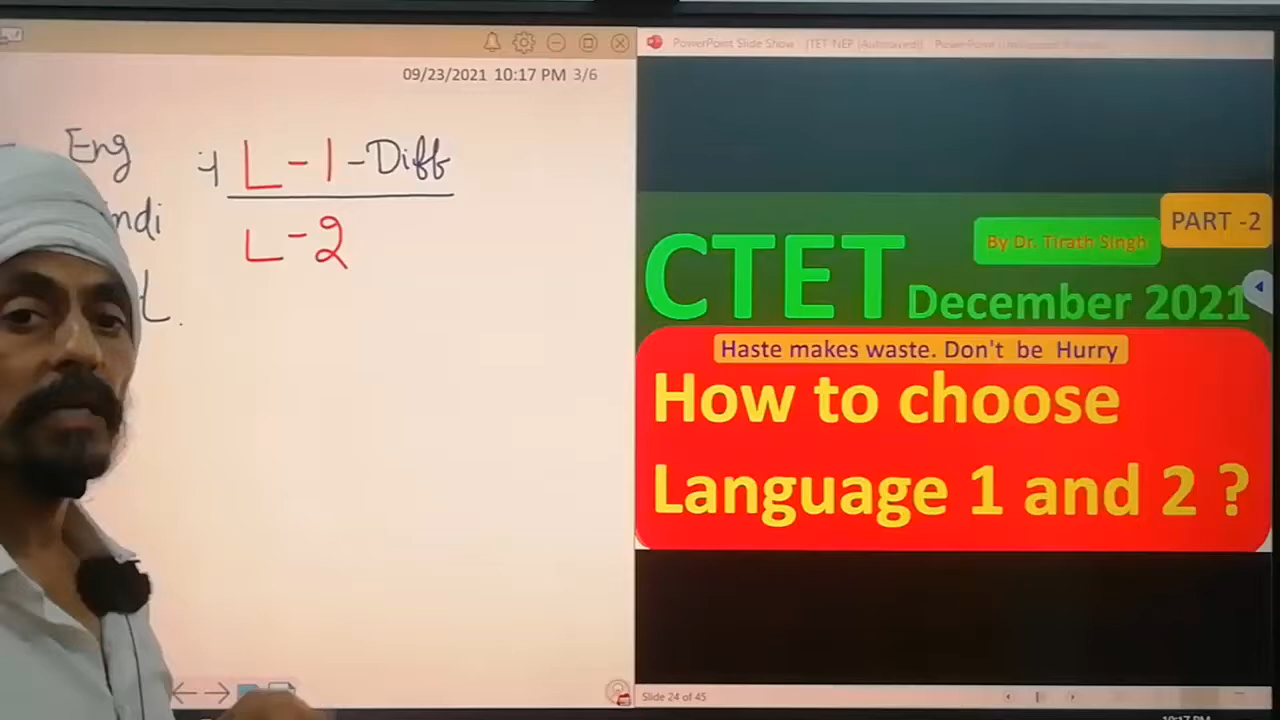 09/23/2021 10:17 PM 3/6
Eng
L-1-Diff
L-2
PowerPoint Slide Show
CTET
By Dr. Tirath Singh
PART -2
December 2021
Haste makes waste. Don't be Hurry
How to choose
Language 1 and 2 ?
Slide 24 of 45